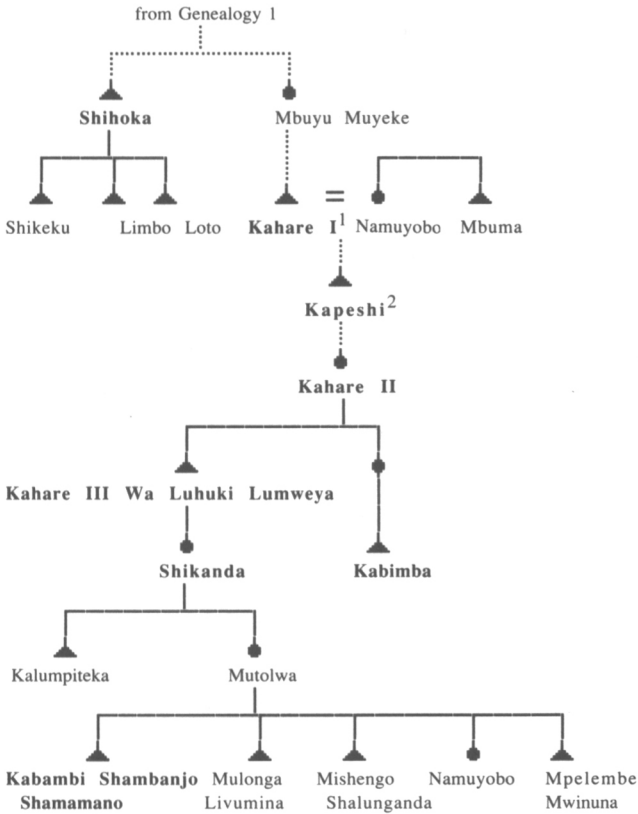 from Genealogy 1
Shihoka Mbuyu Muyeke
=
Shikeku Limbo Loto Kahare I1 Namuyobo Mbuma
Kapeshi2
Kahare II
Kahare III Wa Luhuki Lumweya
Shikanda Kabimba
Kalumpiteka Mutolwa
Kabambi Shambanjo Mulonga Mishengo Namuyobo Mpelembe
Shamamano Livumina Shalunganda Mwinuna